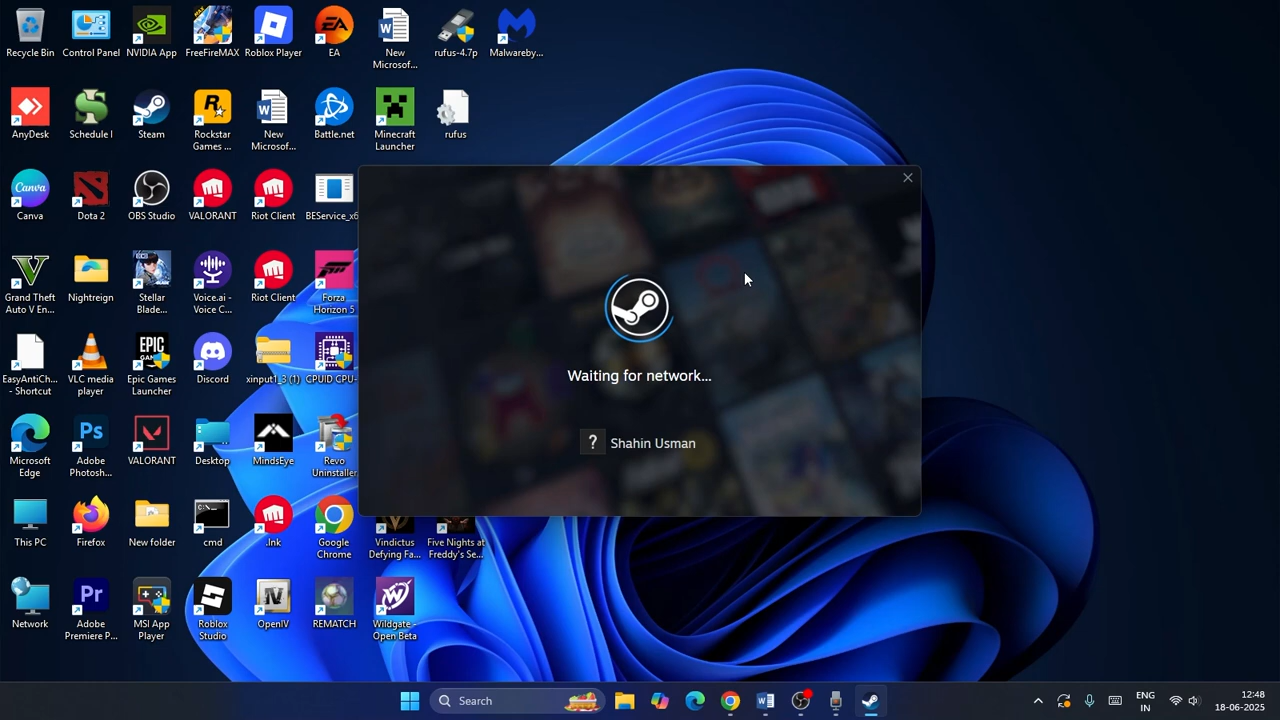 Recycle Bin
Control Panel
NVIDIA App
FreeFireMAX
Roblox Player
EA
New
Microsof...
rufus-4.7p
Malwareby...
AnyDesk
Schedule I
Steam
Rockstar
Games ...
New
Microsof...
Battle.net
Minecraft
Launcher
rufus
Canva
Dota 2
OBS Studio
VALORANT
Riot Client
BEService_x6
Grand Theft
Auto V En...
Nightreign
Stellar
Blade...
Voice.ai -
Voice C...
Riot Client
Forza
Horizon 5
EasyAntiCh...
- Shortcut
VLC media
player
Epic Games
Launcher
Discord
xinput1_3 (1)
CPUID CPU-
Microsoft
Edge
Adobe
Photosh...
VALORANT
Desktop
MindsEye
Revo
Uninstaller
This PC
Firefox
New folder
cmd
.lnk
Google
Chrome
Vindictus
Defying Fa...
Five Nights at
Freddy's Se...
Network
Adobe
Premiere P...
MSI App
Player
Roblox
Studio
OpenIV
REMATCH
Wildgate -
Open Beta
Waiting for network...
? Shahin Usman
Search
ENG
IN
12:48
18-06-2025